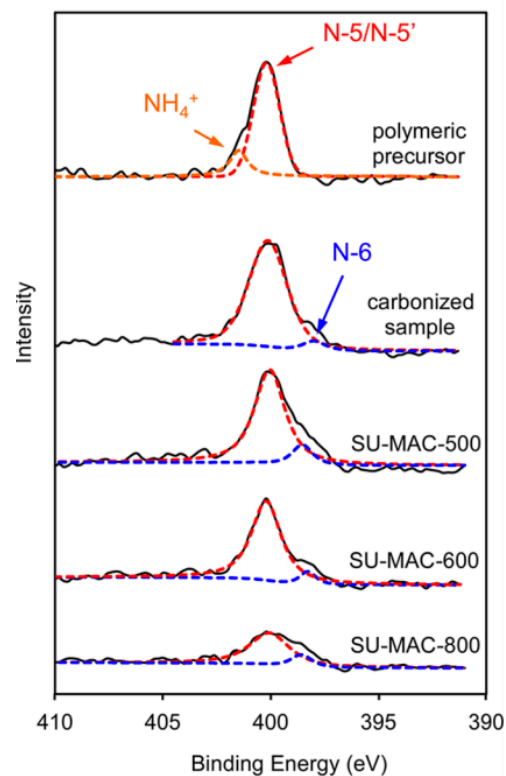 N-5/N-5'
NH₄⁺
polymeric
precursor
N-6
carbonized
sample
SU-MAC-500
SU-MAC-600
SU-MAC-800
Intensity
410 405 400 395 390
Binding Energy (eV)